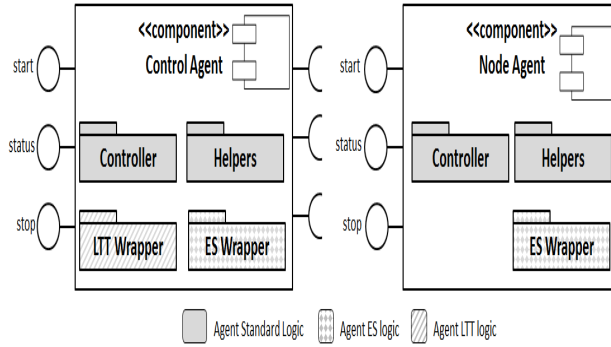 <<component>>
Control Agent
start
status
stop
Controller
Helpers
LTT Wrapper
ES Wrapper
<<component>>
Node Agent
start
status
stop
Controller
Helpers
ES Wrapper
Agent Standard Logic
Agent ES logic
Agent LTT logic